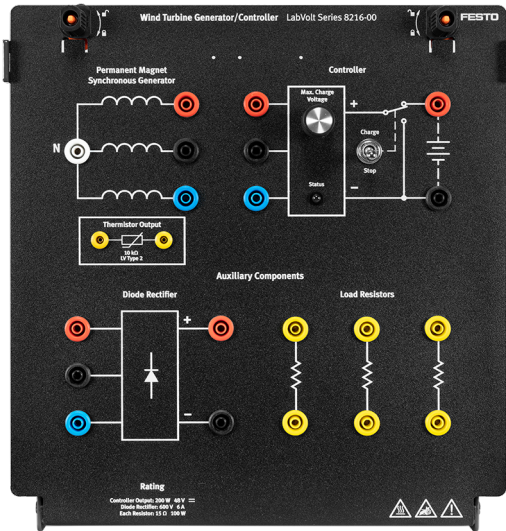 Wind Turbine Generator/Controller LabVolt Series 8216-00
FESTO
Permanent Magnet
Synchronous Generator
Controller
Max. Charge
Voltage
+
Charge
N
Stop
Status
−
Thermistor Output
10 kΩ
LV Type 2
Auxiliary Components
Diode Rectifier
Load Resistors
+
−
Rating
Controller Output: 200 W 48 V
Diode Rectifier: 600 V 6 A
Each Resistor: 15 Ω 100 W